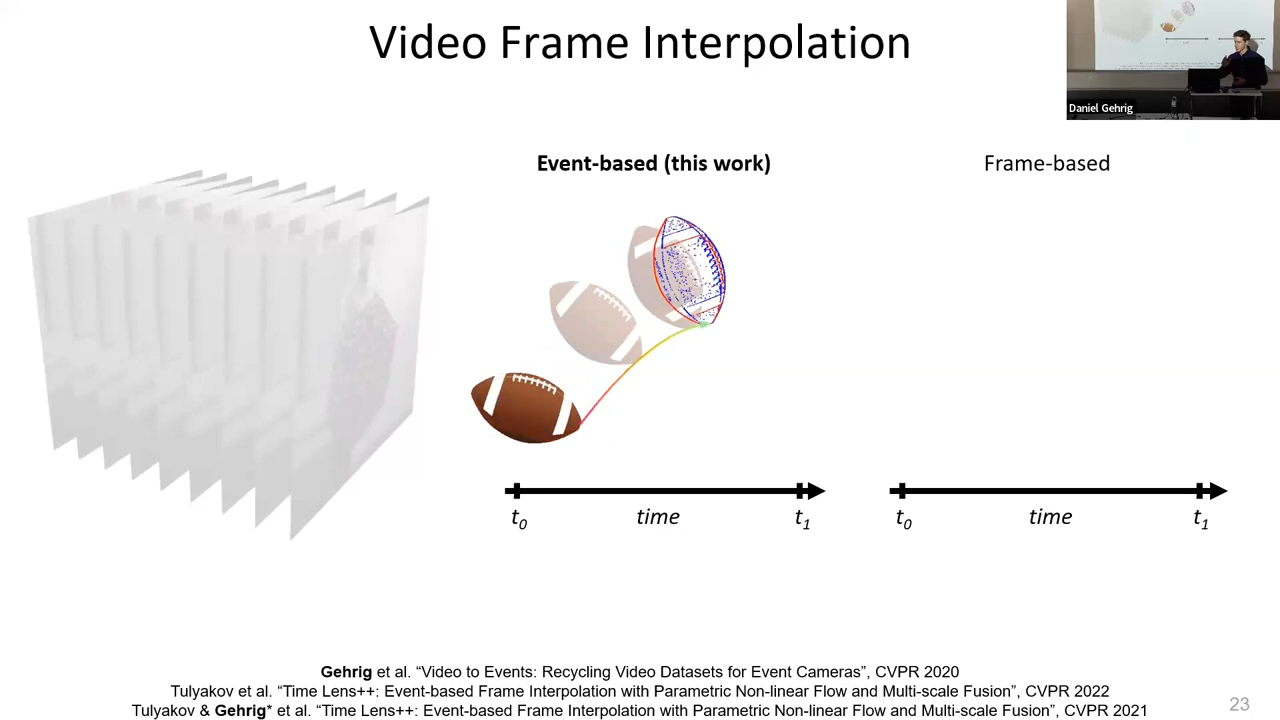 Video Frame Interpolation
Daniel Gehrig
Event-based (this work)
Frame-based
t0 time t1
t0 time t1
Gehrig et al. “Video to Events: Recycling Video Datasets for Event Cameras”, CVPR 2020
Tulyakov et al. “Time Lens++: Event-based Frame Interpolation with Parametric Non-linear Flow and Multi-scale Fusion”, CVPR 2022
Tulyakov & Gehrig* et al. “Time Lens++: Event-based Frame Interpolation with Parametric Non-linear Flow and Multi-scale Fusion”, CVPR 2021
23